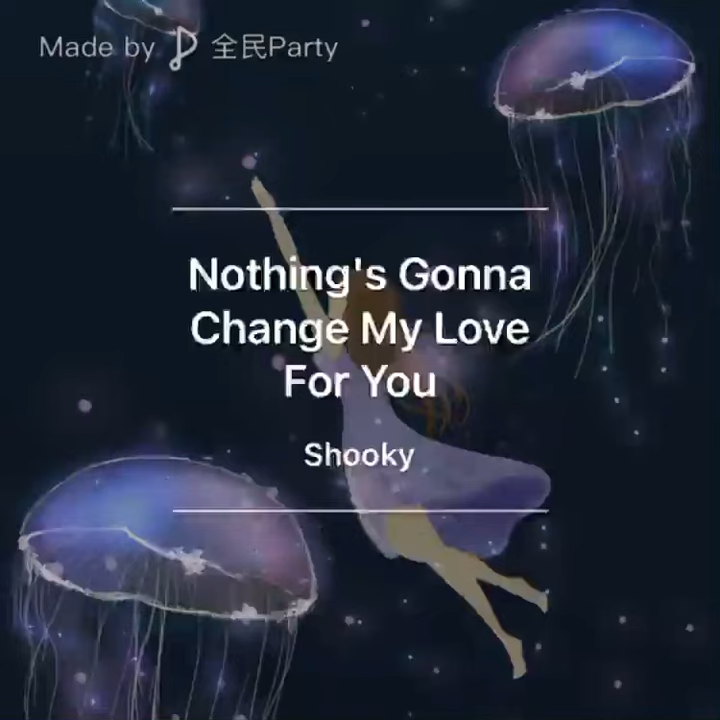 Made by 全民Party
Nothing's Gonna
Change My Love
For You
Shooky